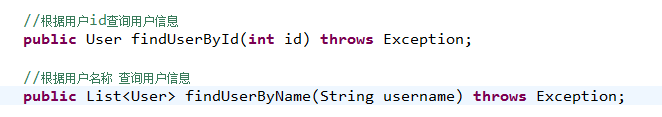 //根据用户id查询用户信息
public User findUserById(int id) throws Exception;
//根据用户名称 查询用户信息
public List<User> findUserByName(String username) throws Exception;